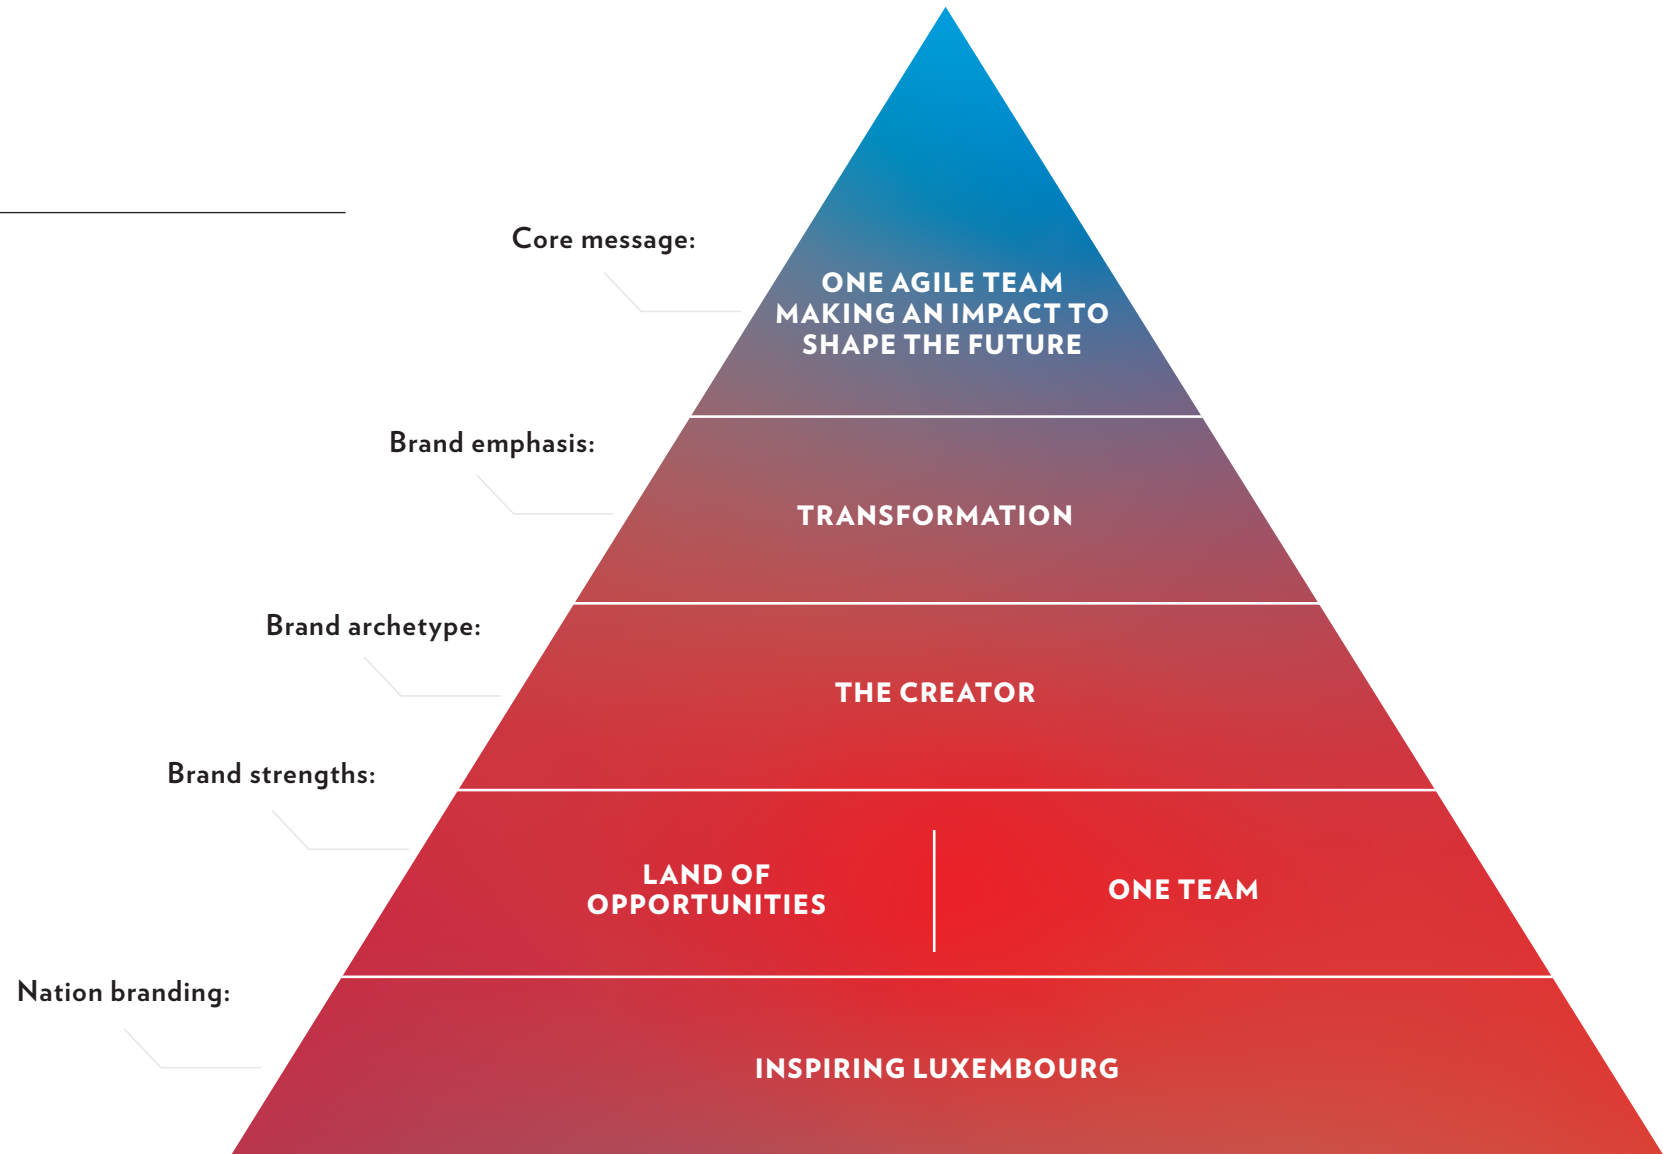 Core message:
ONE AGILE TEAM
MAKING AN IMPACT TO
SHAPE THE FUTURE
Brand emphasis:
TRANSFORMATION
Brand archetype:
THE CREATOR
Brand strengths:
LAND OF
OPPORTUNITIES
ONE TEAM
Nation branding:
INSPIRING LUXEMBOURG